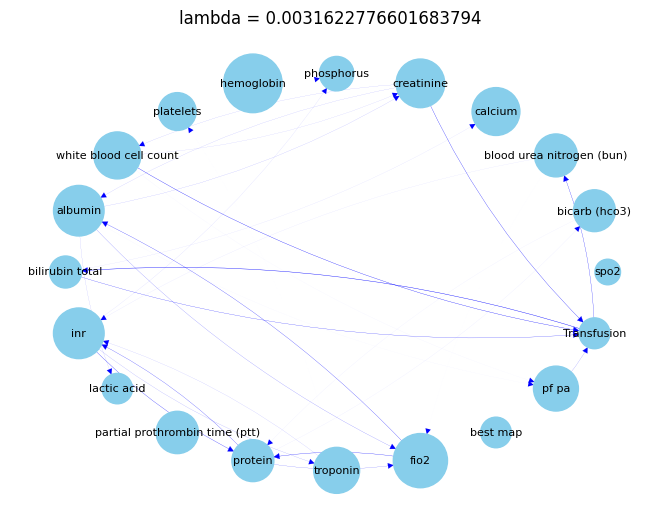 lambda = 0.0031622776601683794
phosphorus
hemoglobin
creatinine
platelets
calcium
white blood cell count
blood urea nitrogen (bun)
albumin
bicarb (hco3)
bilirubin total
spo2
inr
Transfusion
lactic acid
pf pa
partial prothrombin time (ptt)
best map
protein
fio2
troponin